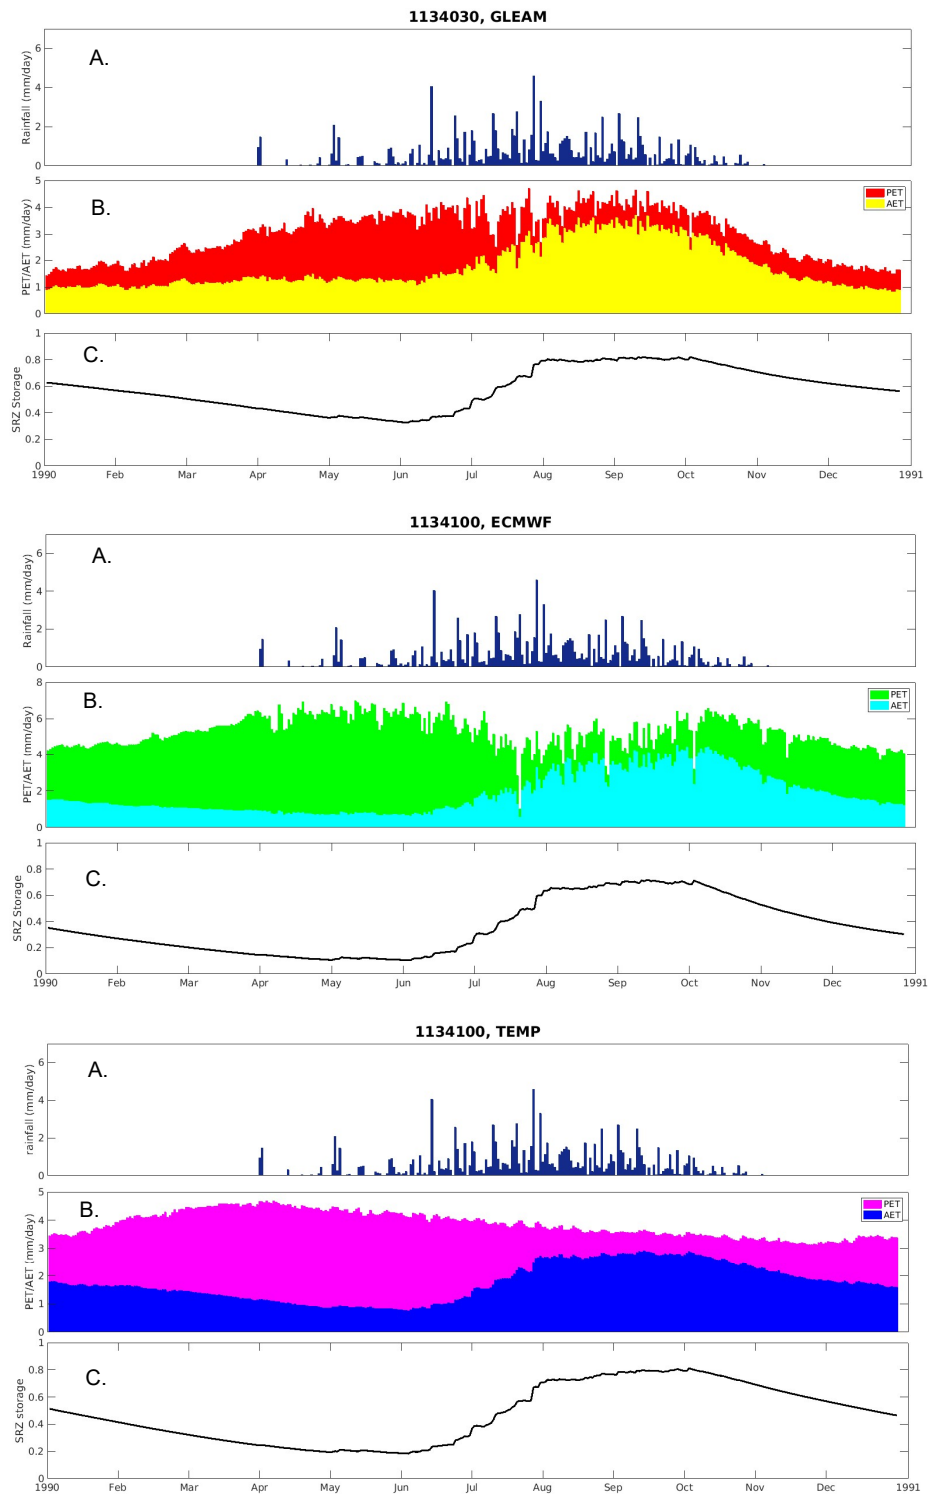 1134030, GLEAM
A.
Rainfall (mm/day)
6
4
2
0
B.
PET/AET (mm/day)
5
4
3
2
1
0
PET
AET
C.
SRZ Storage
1
0.8
0.6
0.4
0.2
0
1990 Feb Mar Apr May Jun Jul Aug Sep Oct Nov Dec 1991
1134100, ECMWF
A.
Rainfall (mm/day)
6
4
2
0
B.
PET/AET (mm/day)
8
6
4
2
0
PET
AET
C.
SRZ Storage
1
0.8
0.6
0.4
0.2
0
1990 Feb Mar Apr May Jun Jul Aug Sep Oct Nov Dec 1991
1134100, TEMP
A.
rainfall (mm/day)
6
4
2
0
B.
PET/AET (mm/day)
5
4
3
2
1
0
PET
AET
C.
SRZ storage
1
0.8
0.6
0.4
0.2
0
1990 Feb Mar Apr May Jun Jul Aug Sep Oct Nov Dec 1991